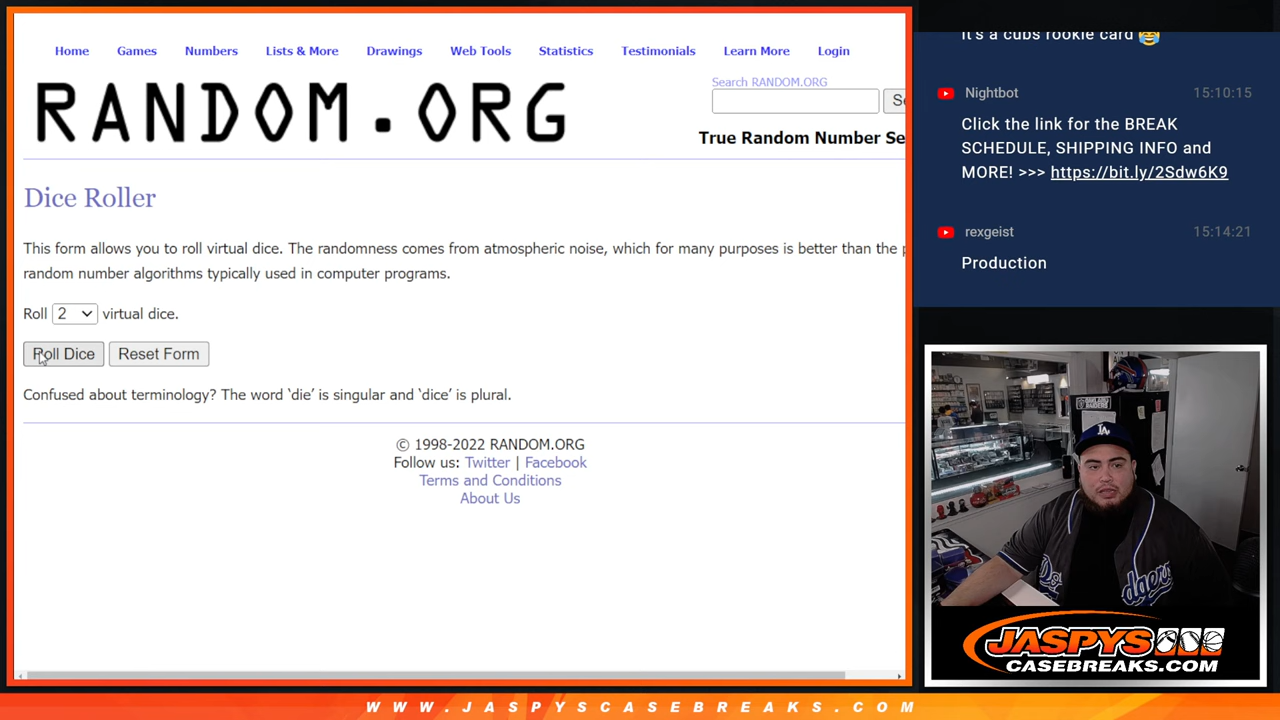 Home Games Numbers Lists & More Drawings Web Tools Statistics Testimonials Learn More Login
RANDOM.ORG
Search RANDOM.ORG
True Random Number Se
Dice Roller
This form allows you to roll virtual dice. The randomness comes from atmospheric noise, which for many purposes is better than the p
random number algorithms typically used in computer programs.
Roll 2 virtual dice.
Roll Dice Reset Form
Confused about terminology? The word ‘die’ is singular and ‘dice’ is plural.
© 1998-2022 RANDOM.ORG
Follow us: Twitter | Facebook
Terms and Conditions
About Us
it's a cubs rookie card 😂
Nightbot 15:10:15
Click the link for the BREAK
SCHEDULE, SHIPPING INFO and
MORE! >>> https://bit.ly/2Sdw6K9
rexgeist 15:14:21
Production
LA
JASPYS
CASEBREAKS.COM
WWW.JASPYSCASEBREAKS.COM